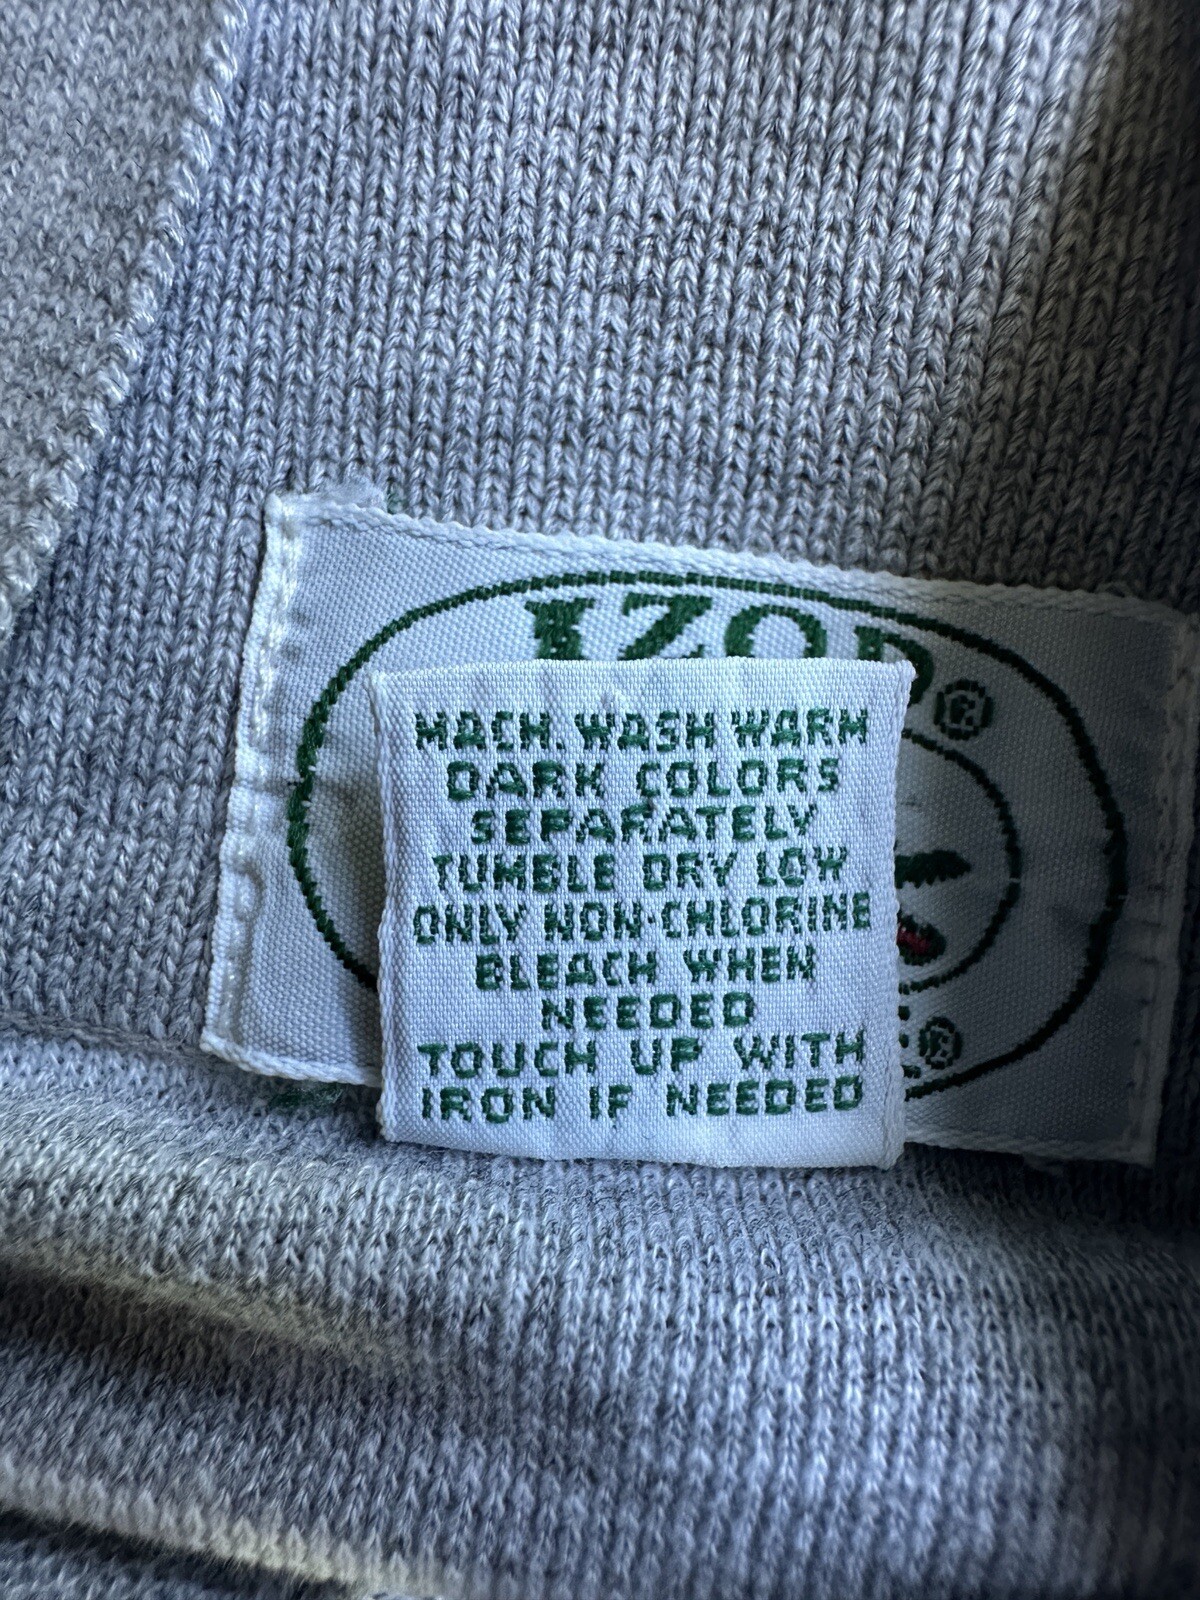 IZOD®
MACH. WASH WARM
DARK COLORS
SEPARATELY
TUMBLE DRY LOW
ONLY NON-CHLORINE
BLEACH WHEN
NEEDED
TOUCH UP WITH
IRON IF NEEDED
®